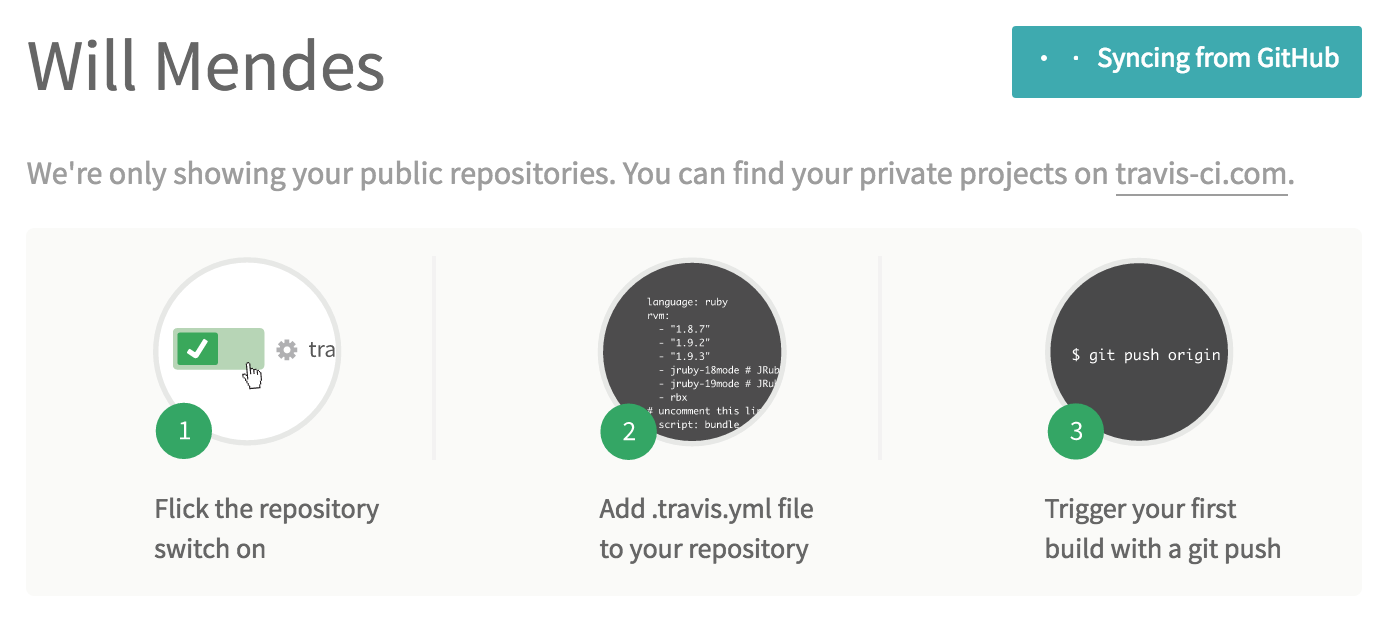 Will Mendes
Syncing from GitHub
We're only showing your public repositories. You can find your private projects on travis-ci.com.
tra
1
Flick the repository
switch on
language: ruby
rvm:
- "1.8.7"
- "1.9.2"
- "1.9.3"
- jruby-18mode # JRub
- jruby-19mode # JRu
- rbx
# uncomment this lin
script: bundle
2
Add .travis.yml file
to your repository
$ git push origin
3
Trigger your first
build with a git push